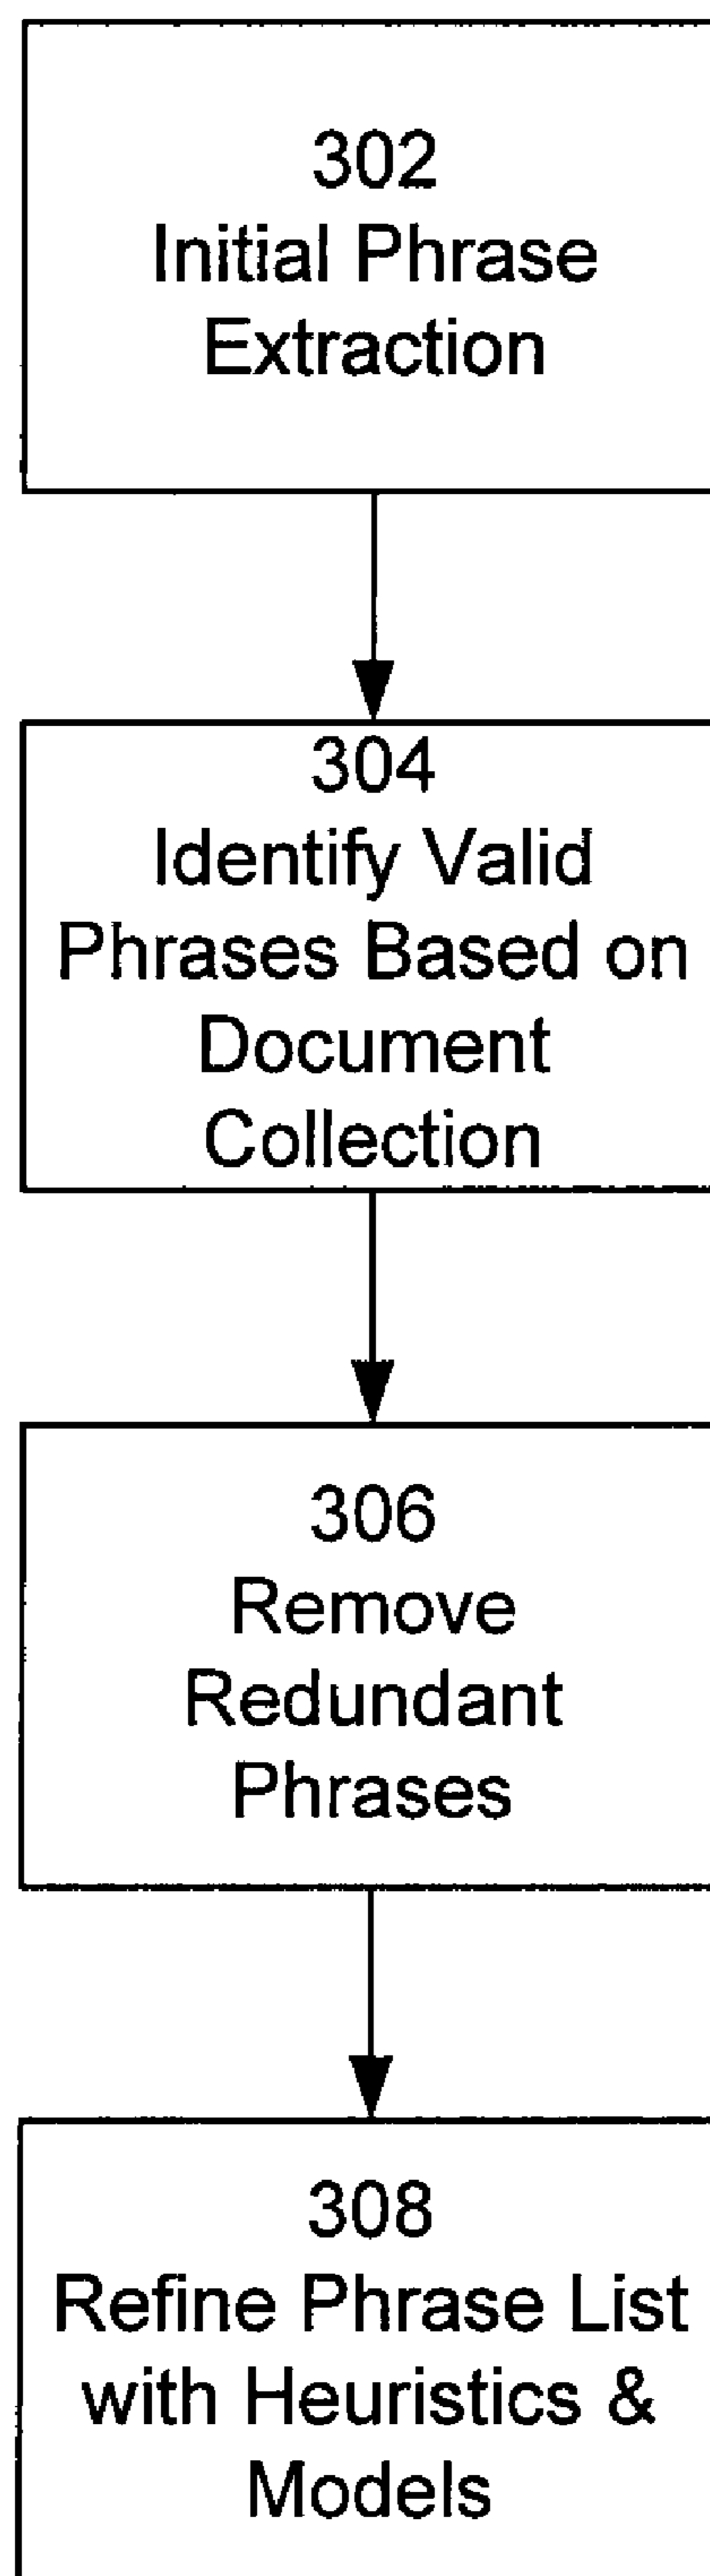 302
Initial Phrase
Extraction
304
Identify Valid
Phrases Based on
Document
Collection
306
Remove
Redundant
Phrases
308
Refine Phrase List
with Heuristics &
Models